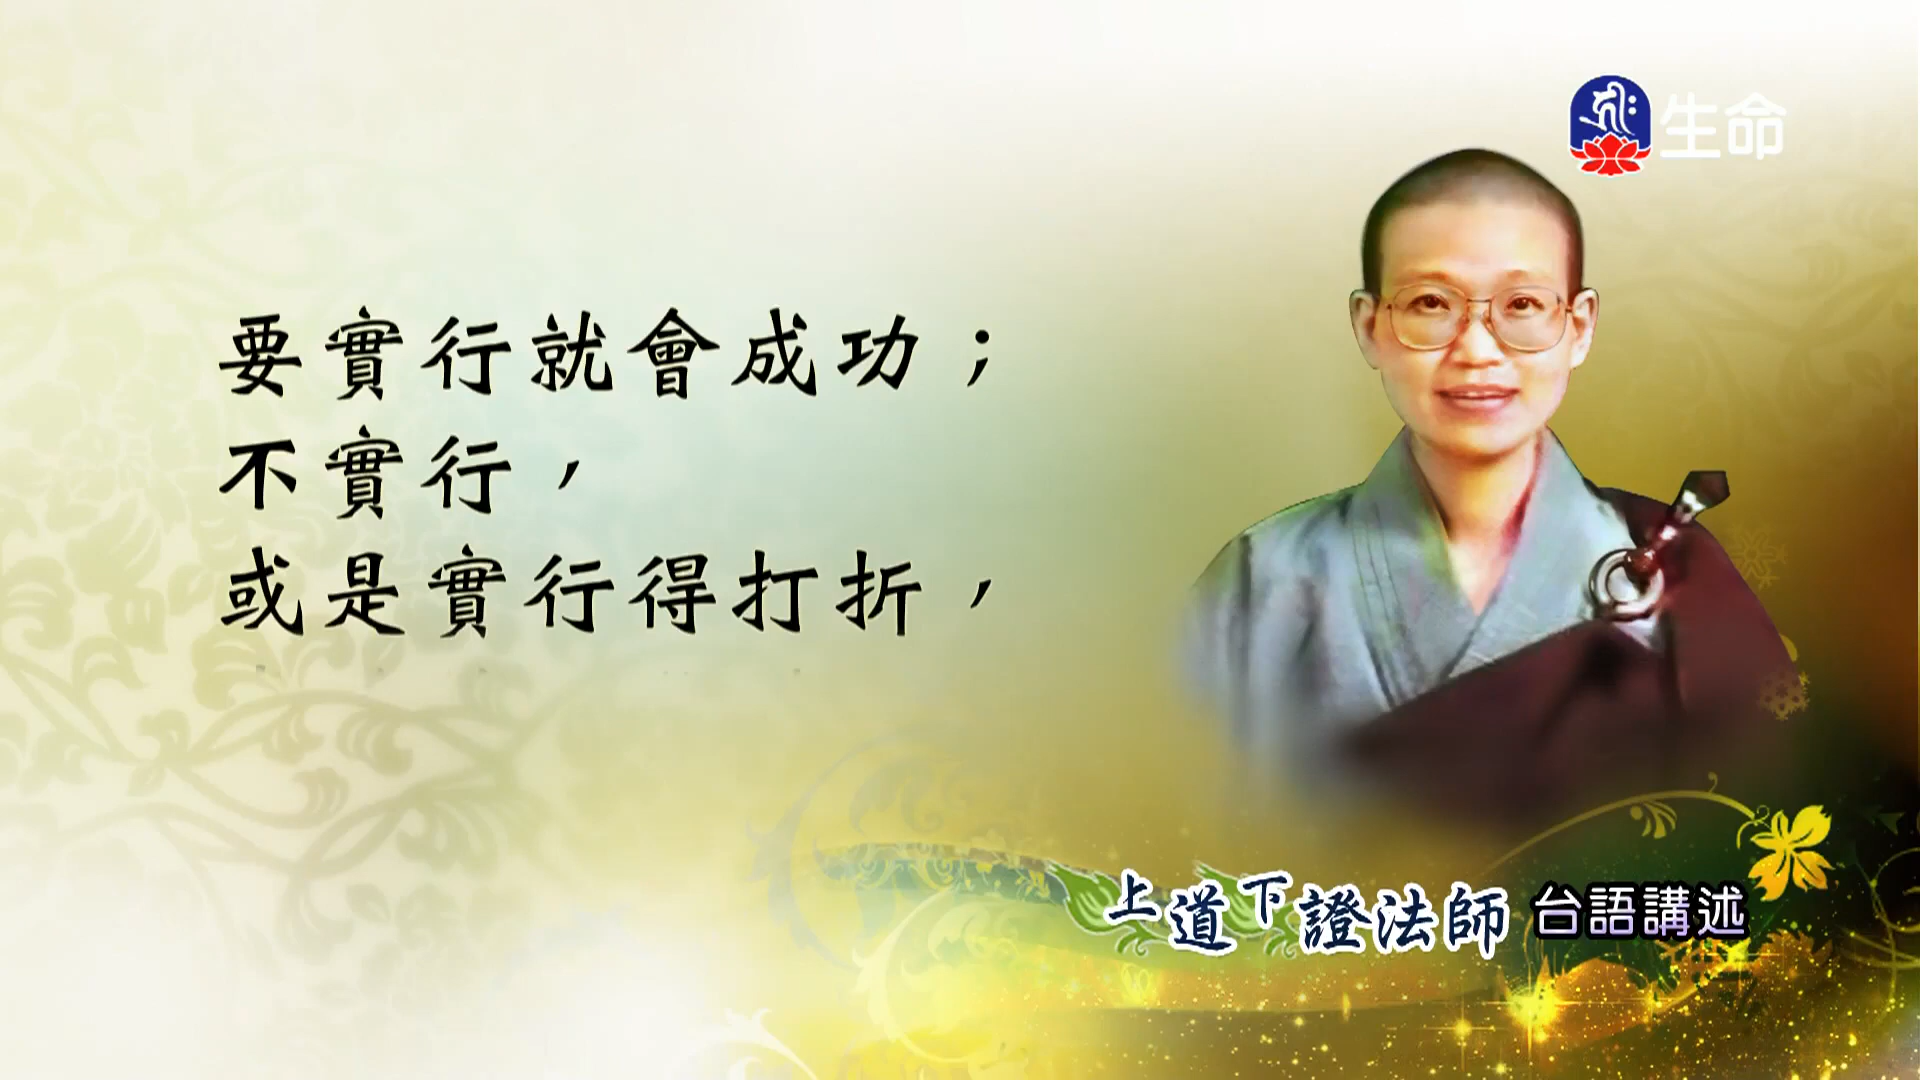 生命
要實行就會成功；
不實行，
或是實行得打折，
上道下證法師 台語講述